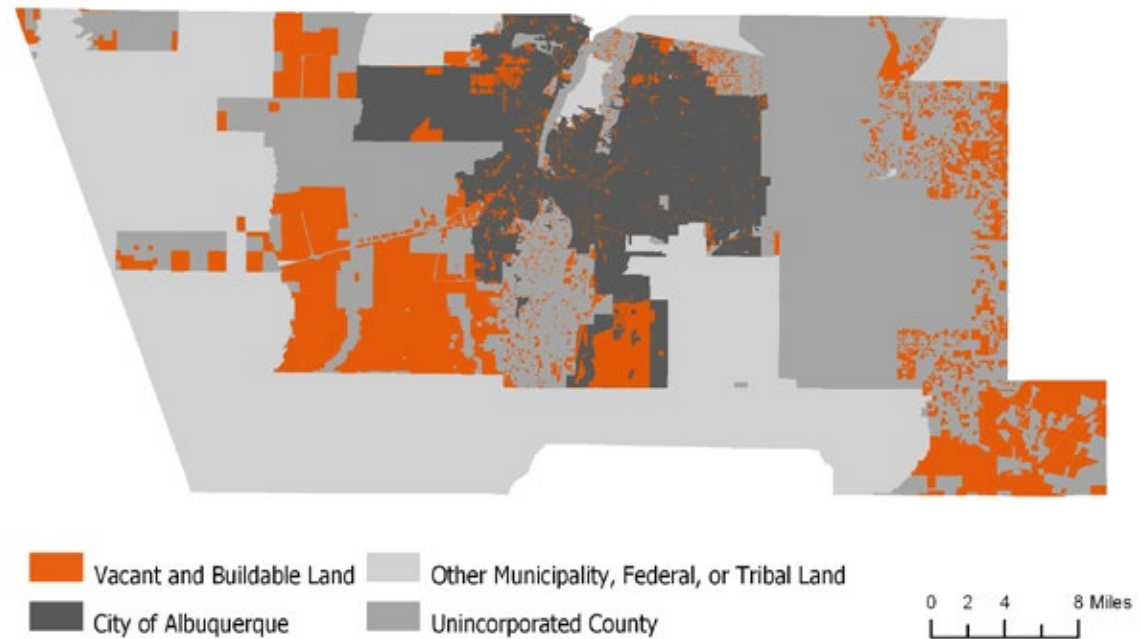 Vacant and Buildable Land
Other Municipality, Federal, or Tribal Land
City of Albuquerque
Unincorporated County
0 2 4 8 Miles